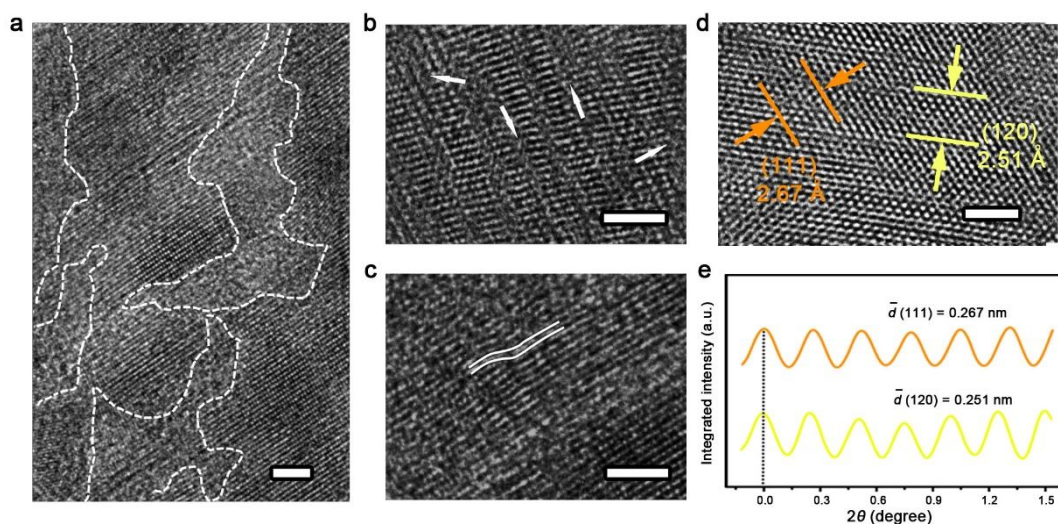 a
b
c
d
(111)
2.67 Å
(120)
2.51 Å
e
d̄ (111) = 0.267 nm
d̄ (120) = 0.251 nm
Integrated intensity (a.u.)
0.0 0.3 0.6 0.9 1.2 1.5
2θ (degree)